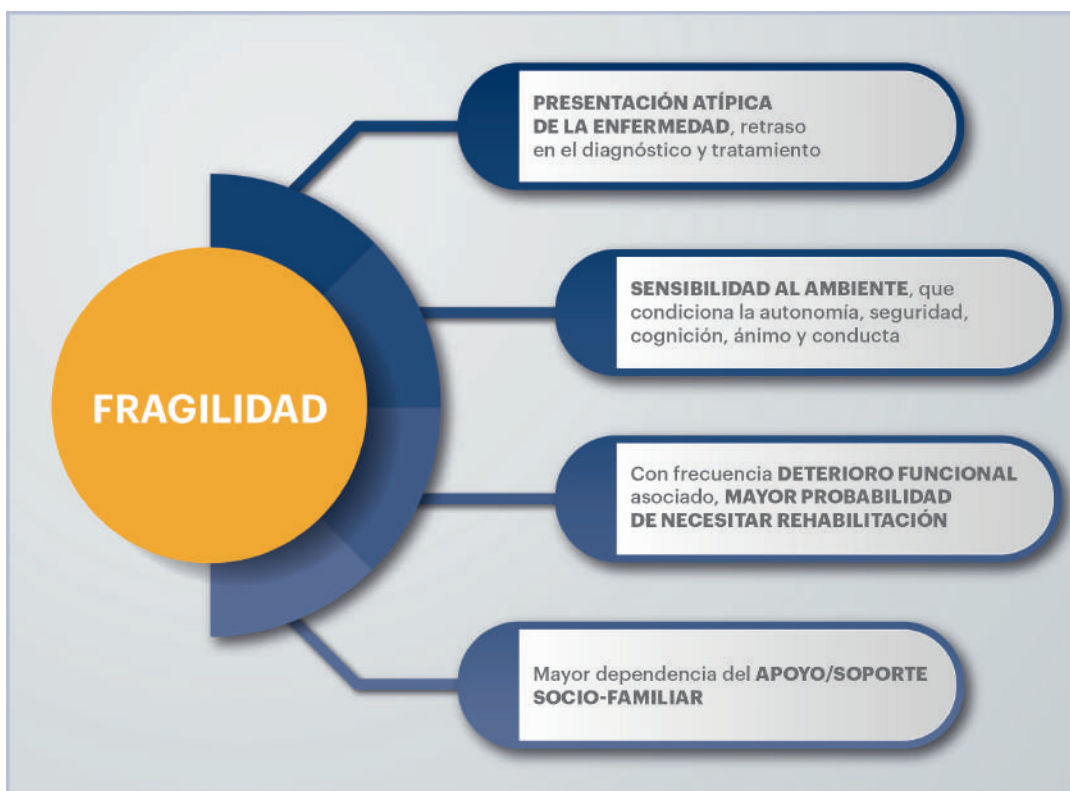 PRESENTACIÓN ATÍPICA
DE LA ENFERMEDAD, retraso
en el diagnóstico y tratamiento
SENSIBILIDAD AL AMBIENTE, que
condiciona la autonomía, seguridad,
cognición, ánimo y conducta
FRAGILIDAD
Con frecuencia DETERIORO FUNCIONAL
asociado, MAYOR PROBABILIDAD
DE NECESITAR REHABILITACIÓN
Mayor dependencia del APOYO/SOPORTE
SOCIO-FAMILIAR